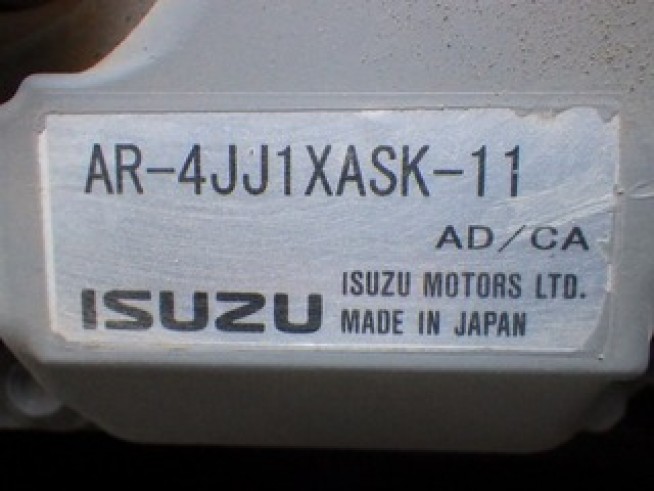 AR-4JJ1XASK-11
AD/CA
ISUZU
ISUZU MOTORS LTD.
MADE IN JAPAN